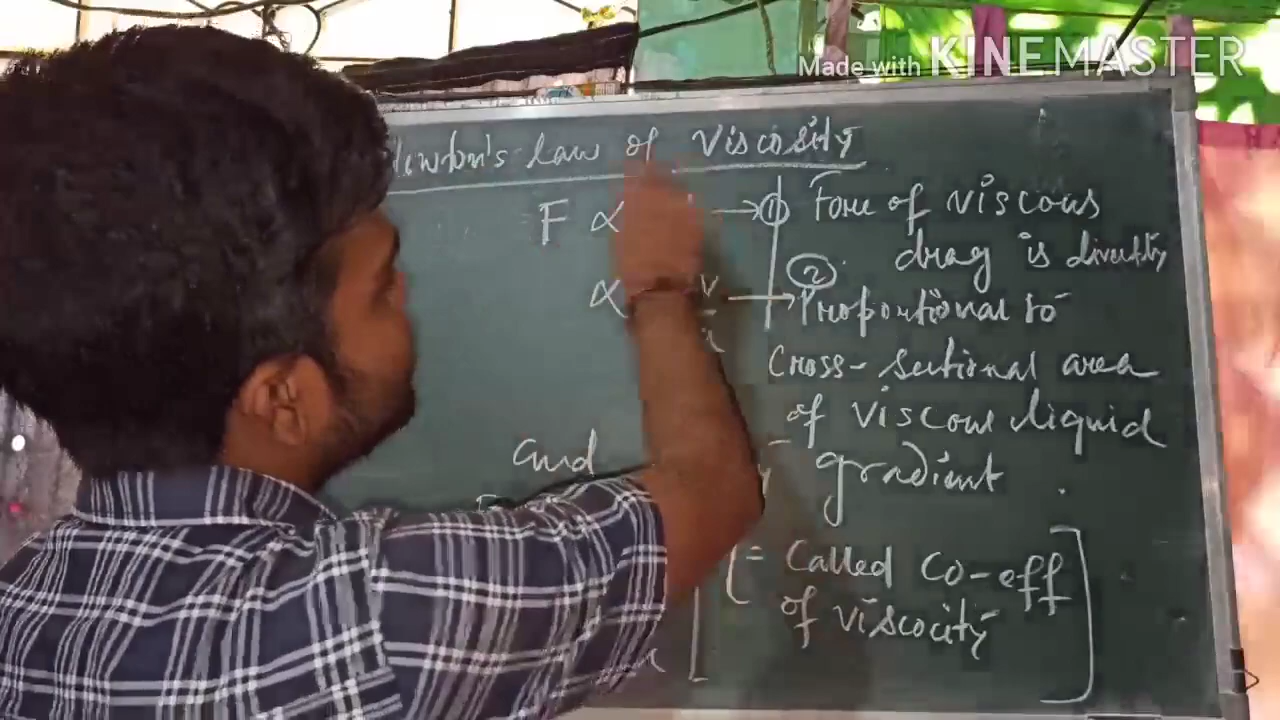 Made with KINEMASTER
Newton's law of Viscosity
F ∝ → ① Force of viscous
drag is directly
②
∝ v → Proportional to
Cross-sectional area
of viscous liquid
and gradient
= Called Co-eff
of viscocity